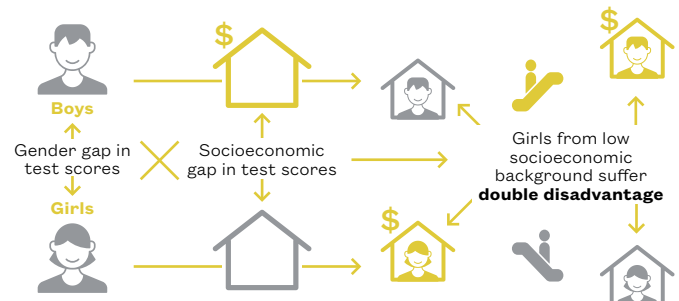 $
$
Boys
Gender gap in
test scores
Socioeconomic
gap in test scores
Girls from low
socioeconomic
background suffer
double disadvantage
Girls
$